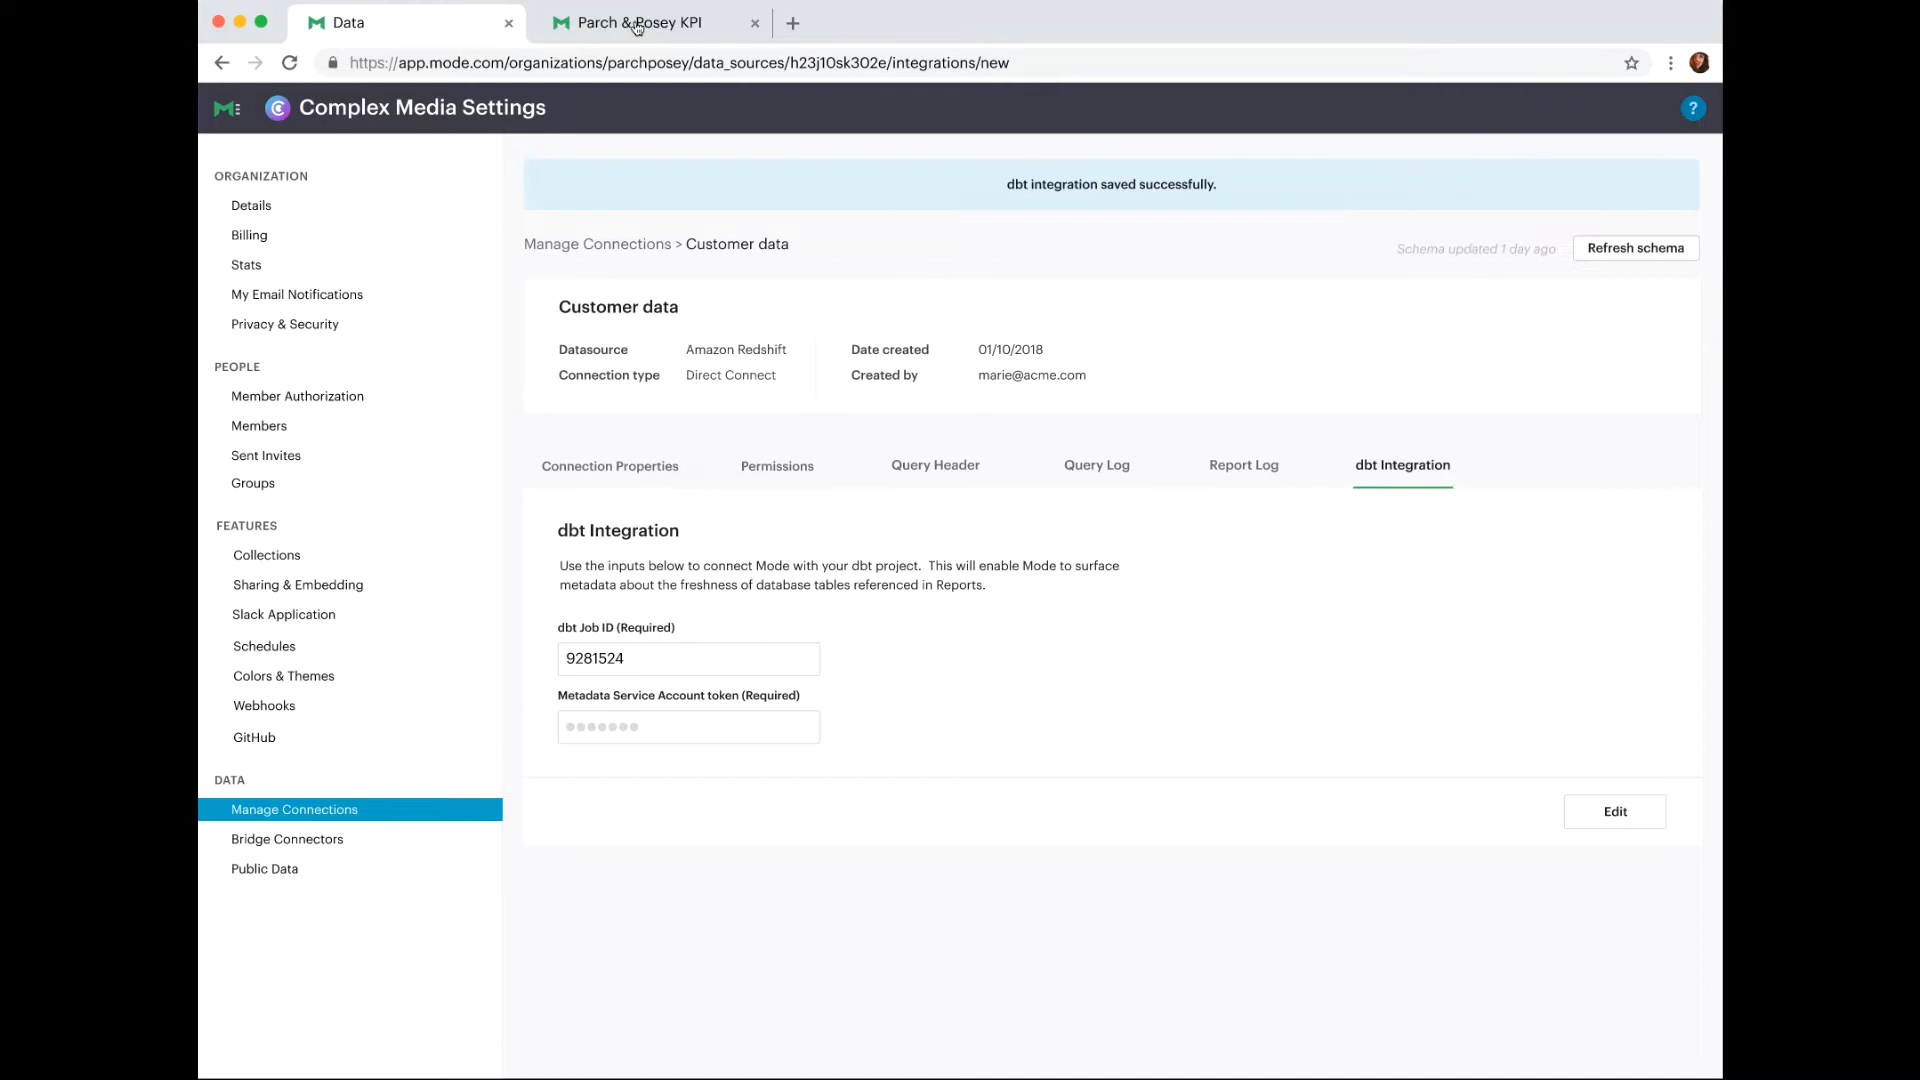 Data
Parch & Posey KPI
https://app.mode.com/organizations/parchposey/data_sources/h23j10sk302e/integrations/new
Complex Media Settings
?
ORGANIZATION
Details
Billing
Stats
My Email Notifications
Privacy & Security
PEOPLE
Member Authorization
Members
Sent Invites
Groups
FEATURES
Collections
Sharing & Embedding
Slack Application
Schedules
Colors & Themes
Webhooks
GitHub
DATA
Manage Connections
Bridge Connectors
Public Data
dbt integration saved successfully.
Manage Connections > Customer data
Schema updated 1 day ago
Refresh schema
Customer data
Datasource Amazon Redshift Date created 01/10/2018
Connection type Direct Connect Created by marie@acme.com
Connection Properties Permissions Query Header Query Log Report Log dbt Integration
dbt Integration
Use the inputs below to connect Mode with your dbt project. This will enable Mode to surface
metadata about the freshness of database tables referenced in Reports.
dbt Job ID (Required)
9281524
Metadata Service Account token (Required)
Edit